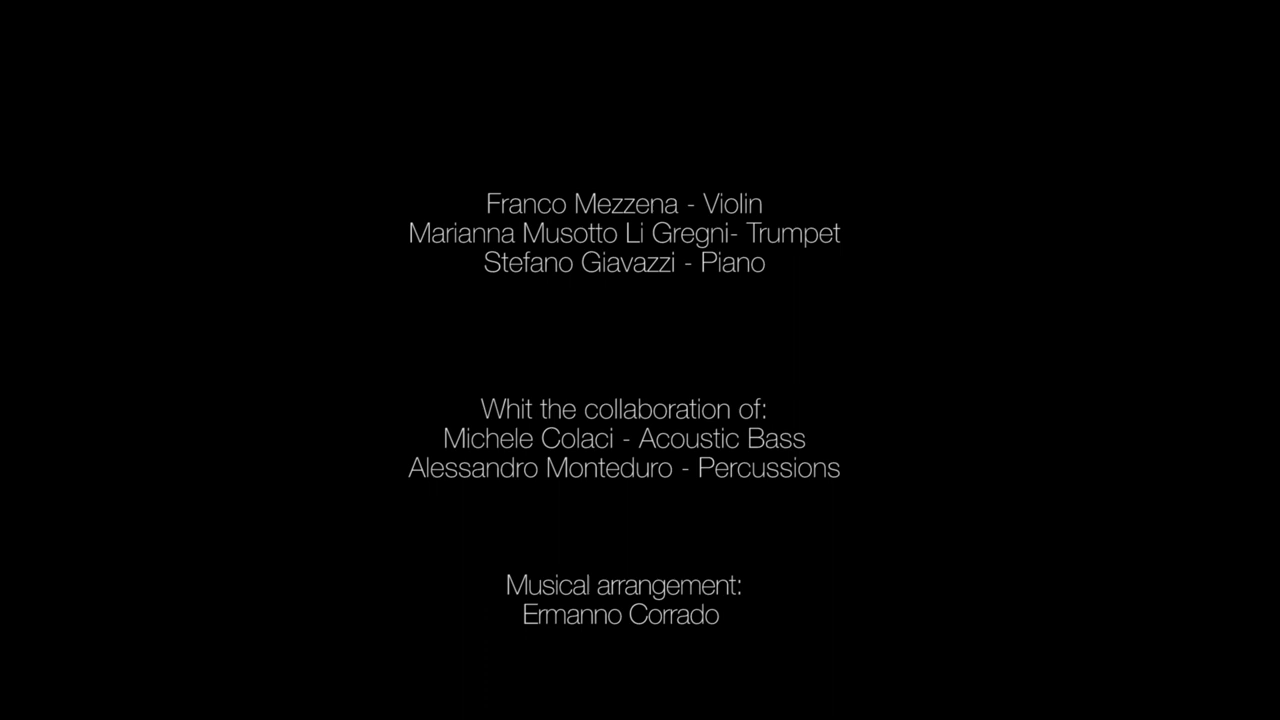 Franco Mezzena - Violin
Marianna Musotto Li Gregni- Trumpet
Stefano Giavazzi - Piano
Whit the collaboration of:
Michele Colaci - Acoustic Bass
Alessandro Monteduro - Percussions
Musical arrangement:
Ermanno Corrado